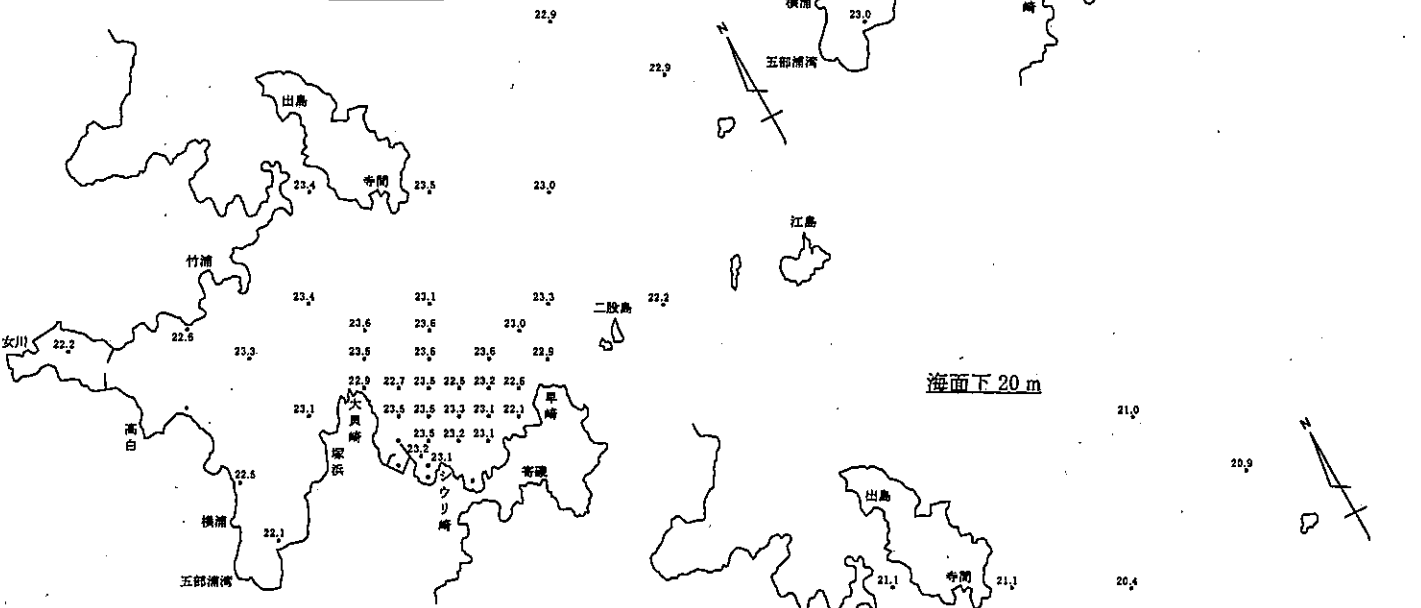 22.9
横浦
23.0
崎
五部浦湾
N
22.9
出島
寺間
23.4 23.5 23.0
江島
竹浦
23.4 23.1 23.3 22.2
二股島
23.6 23.6 23.0
女川 22.2
22.6
23.3
23.5 23.6 23.6 22.9
22.9 22.7 23.5 22.5 23.2 22.6
海面下 20 m
23.1
大貝崎
23.5 23.5 23.3 23.1 22.1
早崎
21.0
高白
23.5 23.2 23.1
塚浜
23.2
23.1
シウリ崎
寄磯
N
20.9
22.5
横浦
22.1
五部浦湾
出島
寺間
21.1 21.1 20.4